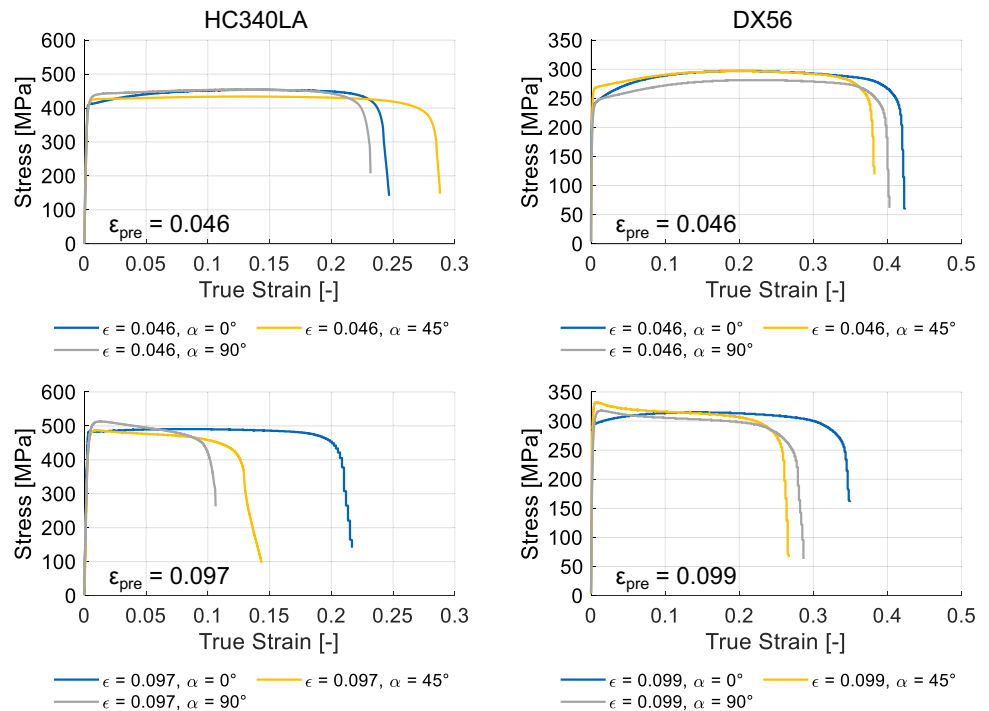 HC340LA
600
500
400
300
200
100
0
Stress [MPa]
εpre = 0.046
0 0.05 0.1 0.15 0.2 0.25 0.3
True Strain [-]
ϵ = 0.046, α = 0° ϵ = 0.046, α = 45°
ϵ = 0.046, α = 90°
DX56
350
300
250
200
150
100
50
0
Stress [MPa]
εpre = 0.046
0 0.1 0.2 0.3 0.4 0.5
True Strain [-]
ϵ = 0.046, α = 0° ϵ = 0.046, α = 45°
ϵ = 0.046, α = 90°
600
500
400
300
200
100
0
Stress [MPa]
εpre = 0.097
0 0.05 0.1 0.15 0.2 0.25 0.3
True Strain [-]
ϵ = 0.097, α = 0° ϵ = 0.097, α = 45°
ϵ = 0.097, α = 90°
350
300
250
200
150
100
50
0
Stress [MPa]
εpre = 0.099
0 0.1 0.2 0.3 0.4 0.5
True Strain [-]
ϵ = 0.099, α = 0° ϵ = 0.099, α = 45°
ϵ = 0.099, α = 90°